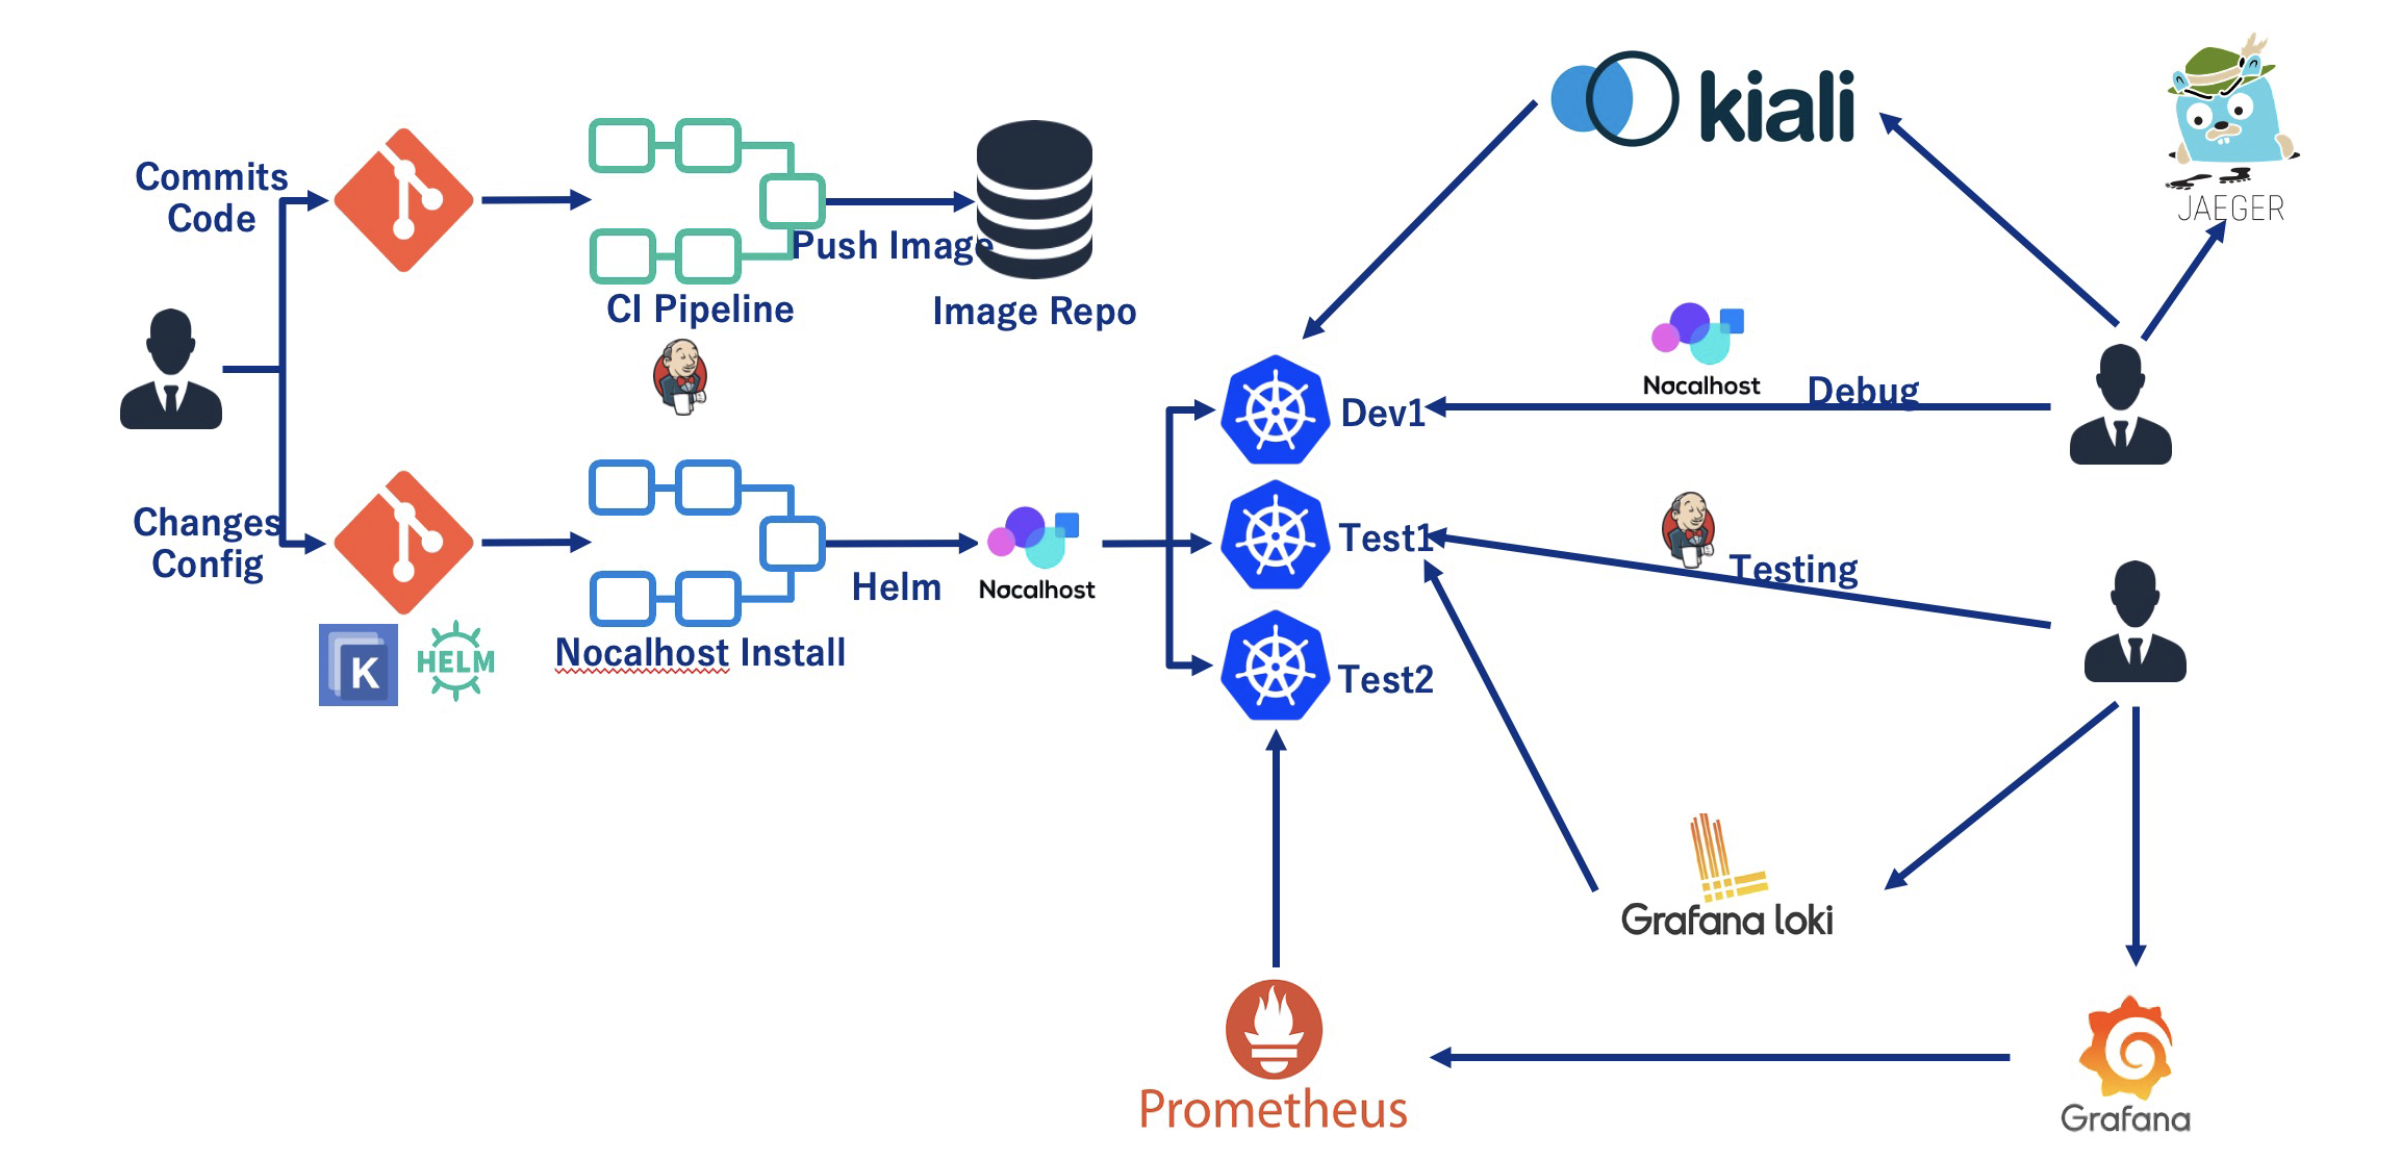 Commits
Code
Push Image
CI Pipeline
Image Repo
Changes
Config
K
HELM
Nocalhost Install
Helm
Nocalhost
Dev1
Test1
Test2
kiali
JAEGER
Nocalhost
Debug
Testing
Grafana loki
Prometheus
Grafana